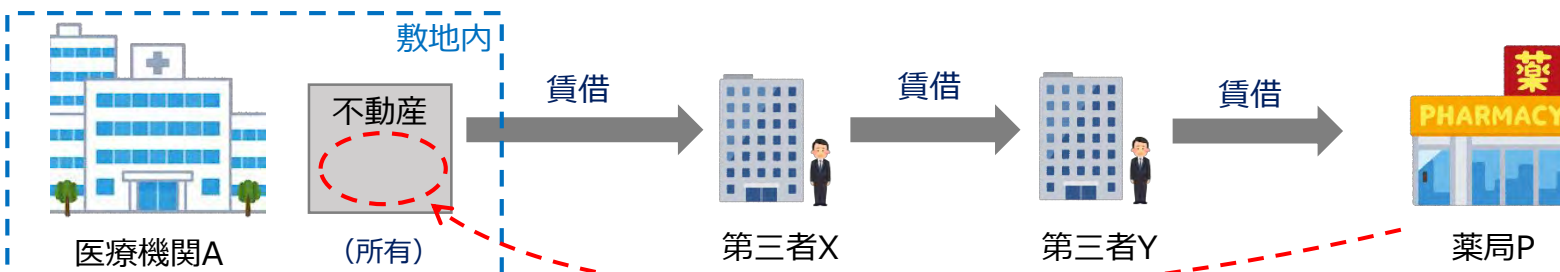 敷地内
不動産
賃借
賃借
賃借
薬
PHARMACY
医療機関A
（所有）
第三者X
第三者Y
薬局P